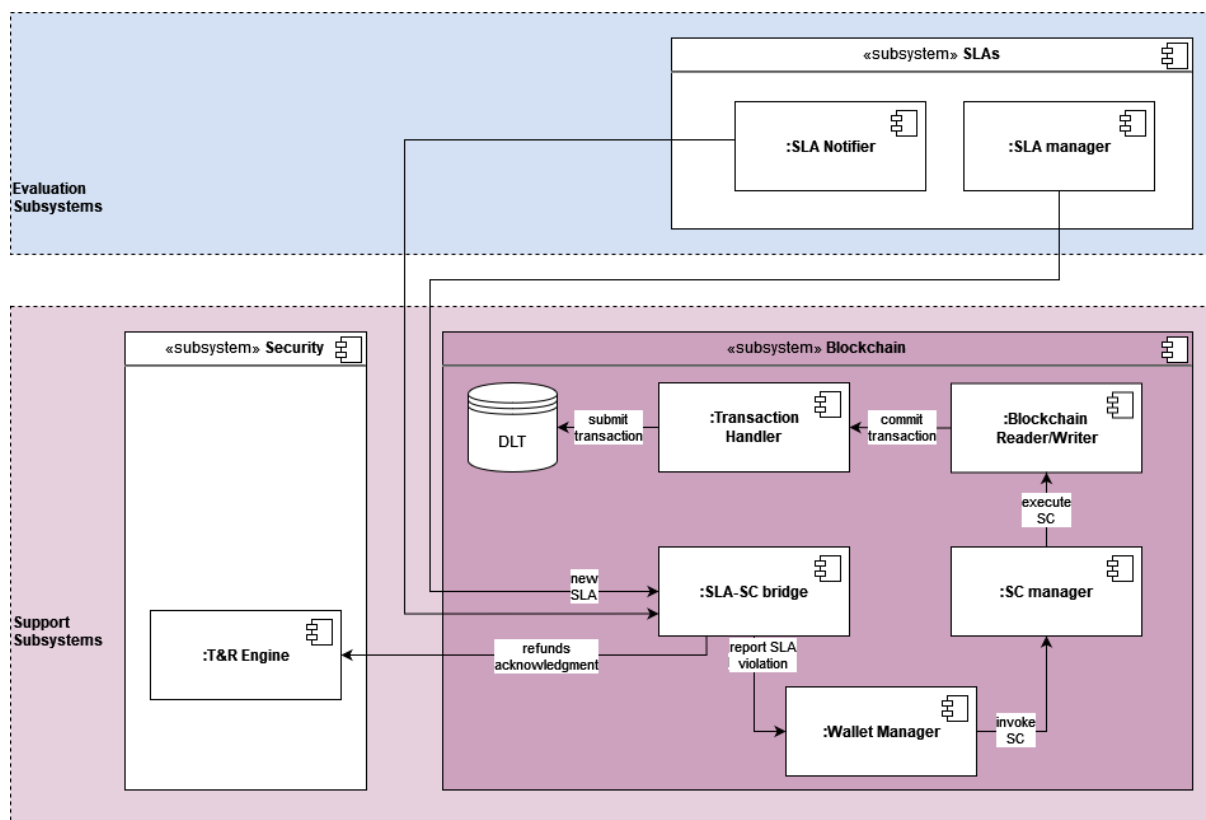 «subsystem» SLAs
:SLA Notifier
:SLA manager
Evaluation
Subsystems
«subsystem» Security
«subsystem» Blockchain
DLT
submit
transaction
:Transaction
Handler
commit
transaction
:Blockchain
Reader/Writer
execute
SC
new
SLA
:SLA-SC bridge
:SC manager
Support
Subsystems
:T&R Engine
refunds
acknowledgment
report SLA
violation
:Wallet Manager
invoke
SC